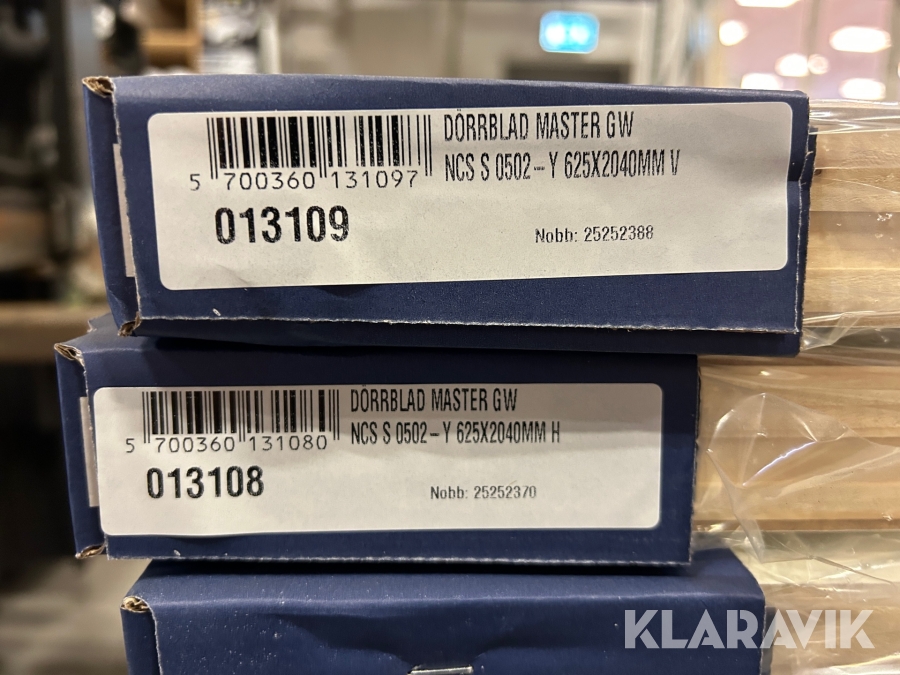 DÖRRBLAD MASTER GW
NCS S 0502-Y 625X2040MM V
5 700360 131097
013109
Nobb: 25252388
DÖRRBLAD MASTER GW
NCS S 0502-Y 625X2040MM H
5 700360 131080
013108
Nobb: 25252370
KLARAVIK